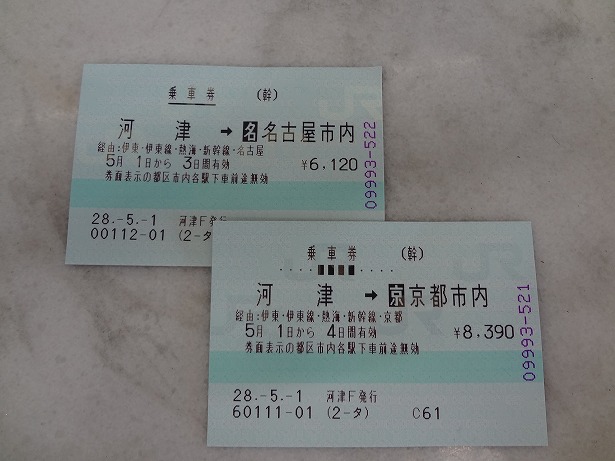 乗車券 (幹)
河津 → 名 名古屋市内
経由:伊東・伊東線・熱海・新幹線・名古屋
5月 1日から 3日間有効 ¥6,120
券面表示の都区市内各駅下車前途無効
28.-5.-1 河津F発行
00112-01 (2-タ)
09993-522
乗車券 (幹)
河津 → 京 京都市内
経由:伊東・伊東線・熱海・新幹線・京都
5月 1日から 4日間有効 ¥8,390
券面表示の都区市内各駅下車前途無効
28.-5.-1 河津F発行
60111-01 (2-タ) C61
09993-521